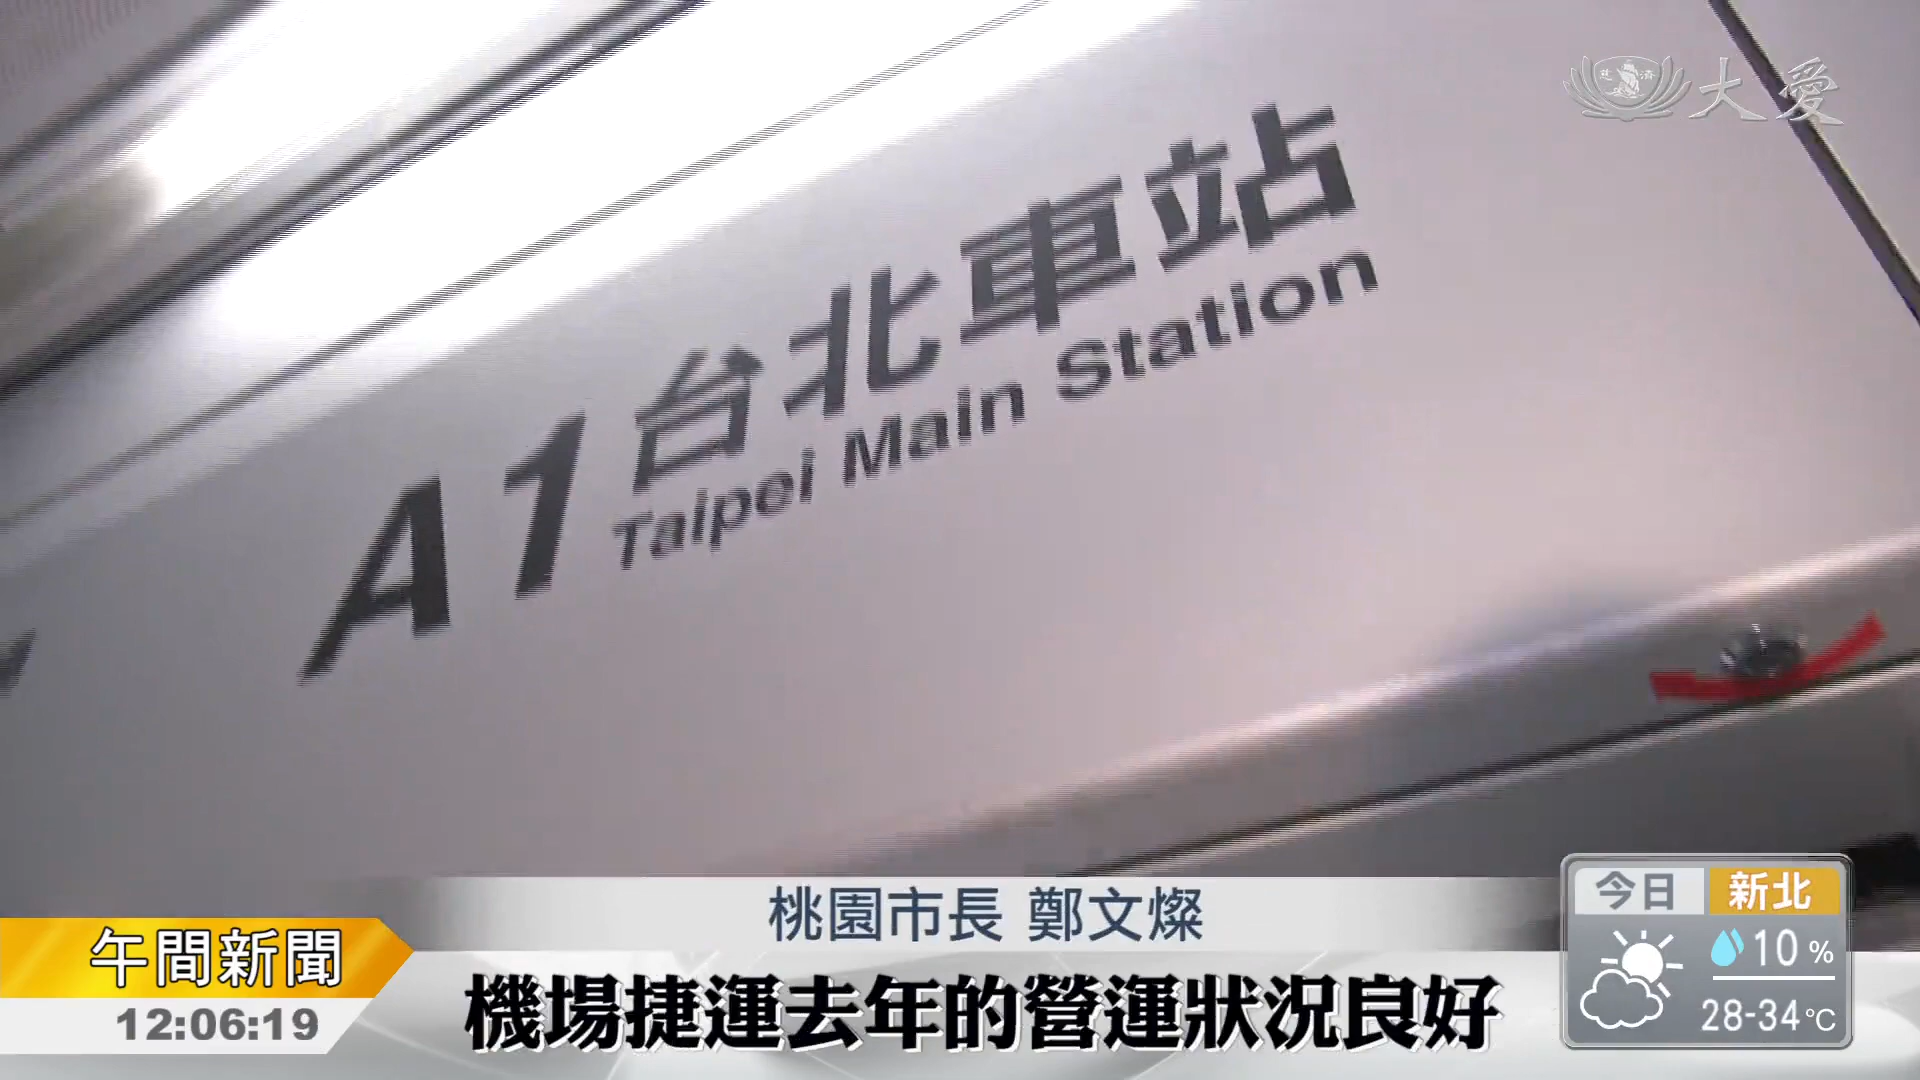 慈濟
大愛
A1台北車站
Taipei Main Station
桃園市長 鄭文燦
機場捷運去年的營運狀況良好
午間新聞
12:06:19
今日 新北
10 %
28-34 °C